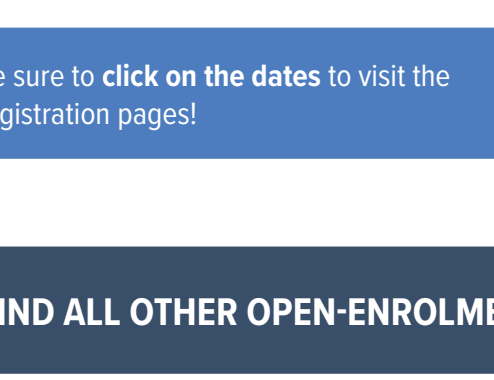 e sure to click on the dates to visit the
gistration pages!
IND ALL OTHER OPEN-ENROLME